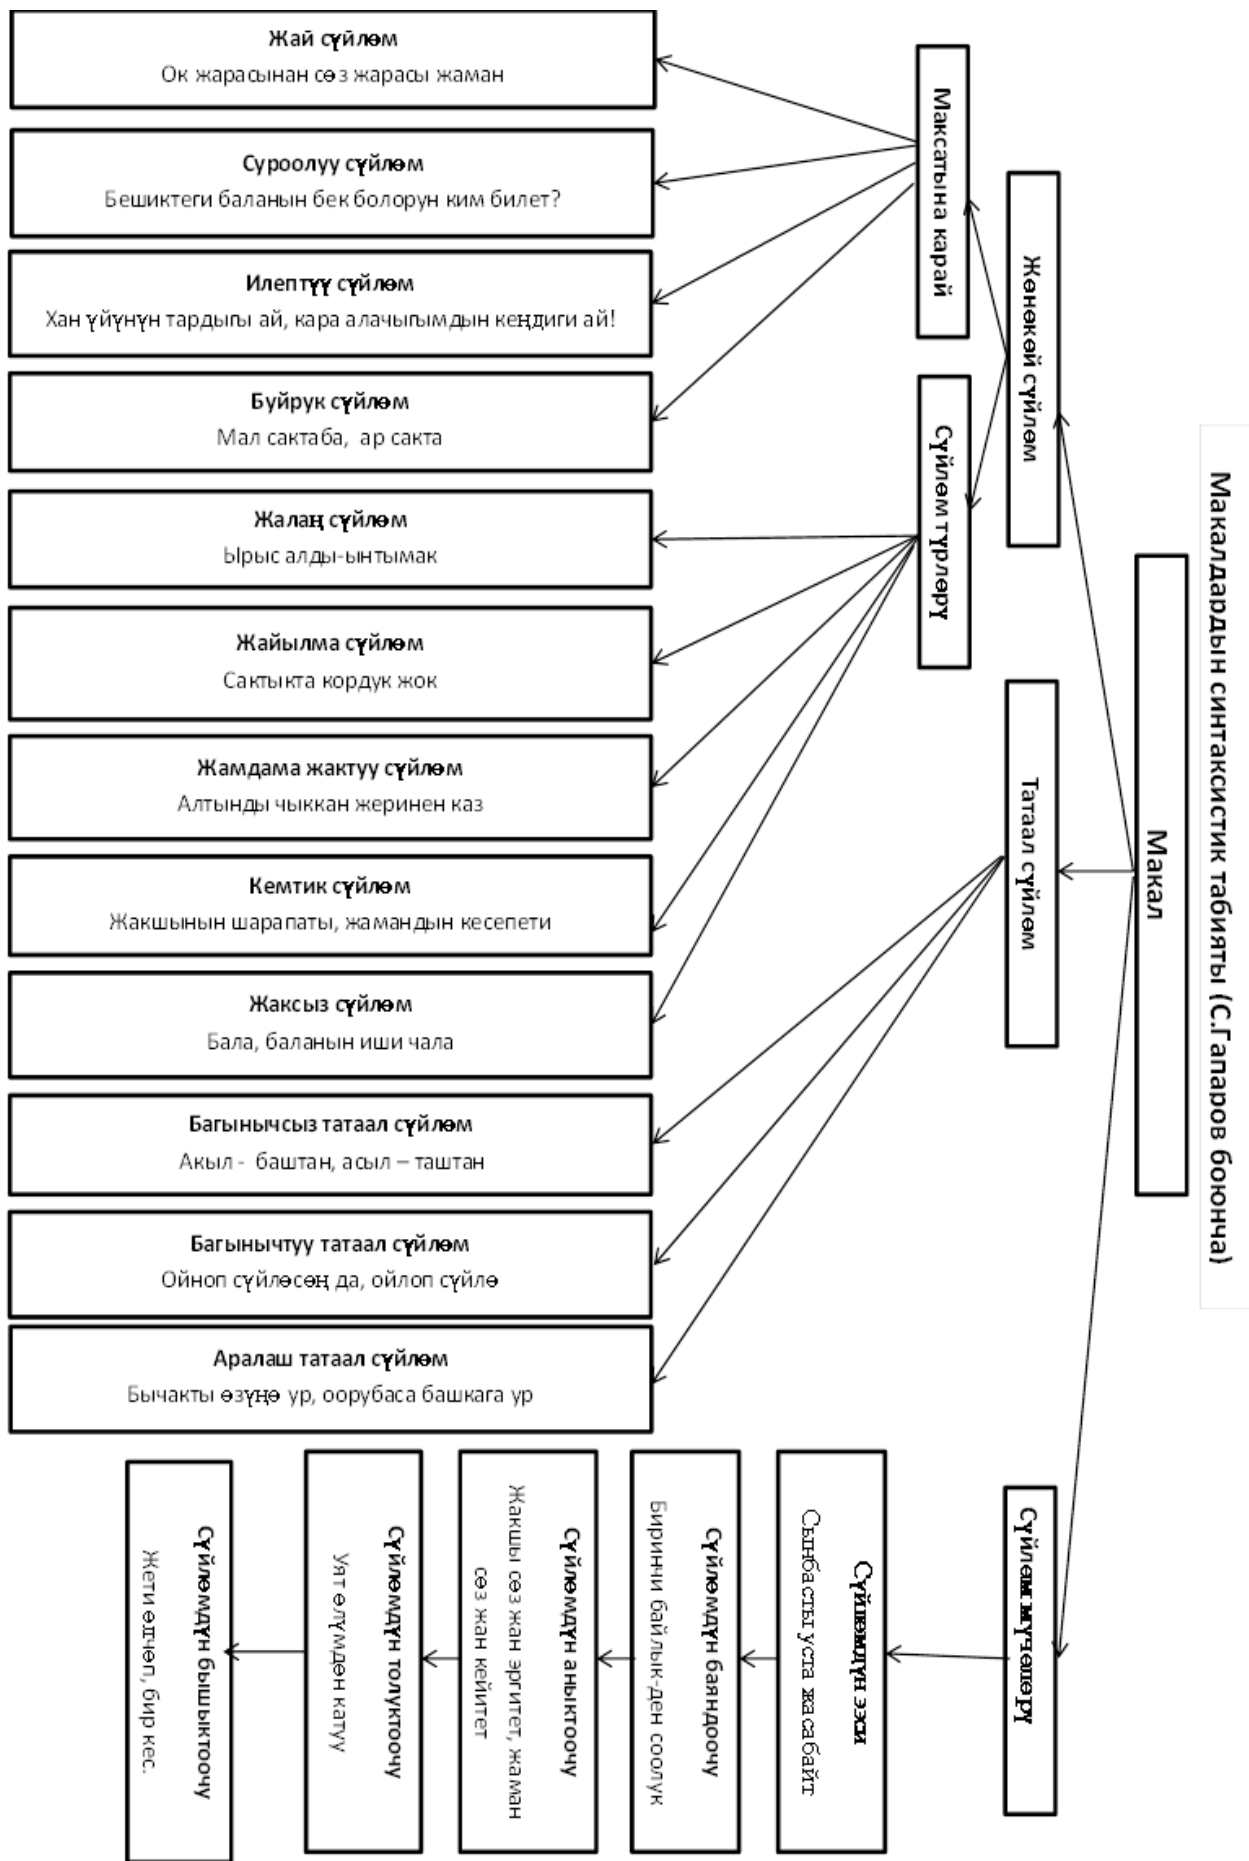 Макалдардын синтаксистик табияты (С.Гапаров боюнча)
Макал
Жөнөкөй сүйлөм
Татаал сүйлөм
Сүйлөм мүчөлөрү
Максатына карай
Сүйлөм түрлөрү
Жай сүйлөм
Ок жарасынан сөз жарасы жаман
Суроолуу сүйлөм
Бешиктеги баланын бек болорун ким билет?
Илептүү сүйлөм
Хан үйүнүн тардыгы ай, кара алачыгымдын кеңдиги ай!
Буйрук сүйлөм
Мал сактаба, ар сакта
Жалаң сүйлөм
Ырыс алды-ынтымак
Жайылма сүйлөм
Сактыкта кордук жок
Жамдама жактуу сүйлөм
Алтынды чыккан жеринен каз
Кемтик сүйлөм
Жакшынын шарапаты, жамандын кесепети
Жаксыз сүйлөм
Бала, баланын иши чала
Багынычсыз татаал сүйлөм
Акыл - баштан, асыл – таштан
Багынычтуу татаал сүйлөм
Ойноп сүйлөсөң да, ойлоп сүйлө
Аралаш татаал сүйлөм
Бычакты өзүңө ур, оорубаса башкага ур
Сүйлөмдүн ээси
Сынбасты уста жасабайт
Сүйлөмдүн баяндоочу
Биринчи байлык-ден соолук
Сүйлөмдүн аныктоочу
Жакшы сөз жан эргитет, жаман
сөз жан кейитет
Сүйлөмдүн толуктоочу
Уят өлүмдөн катуу
Сүйлөмдүн бышыктоочу
Жети өлчөп, бир кес.